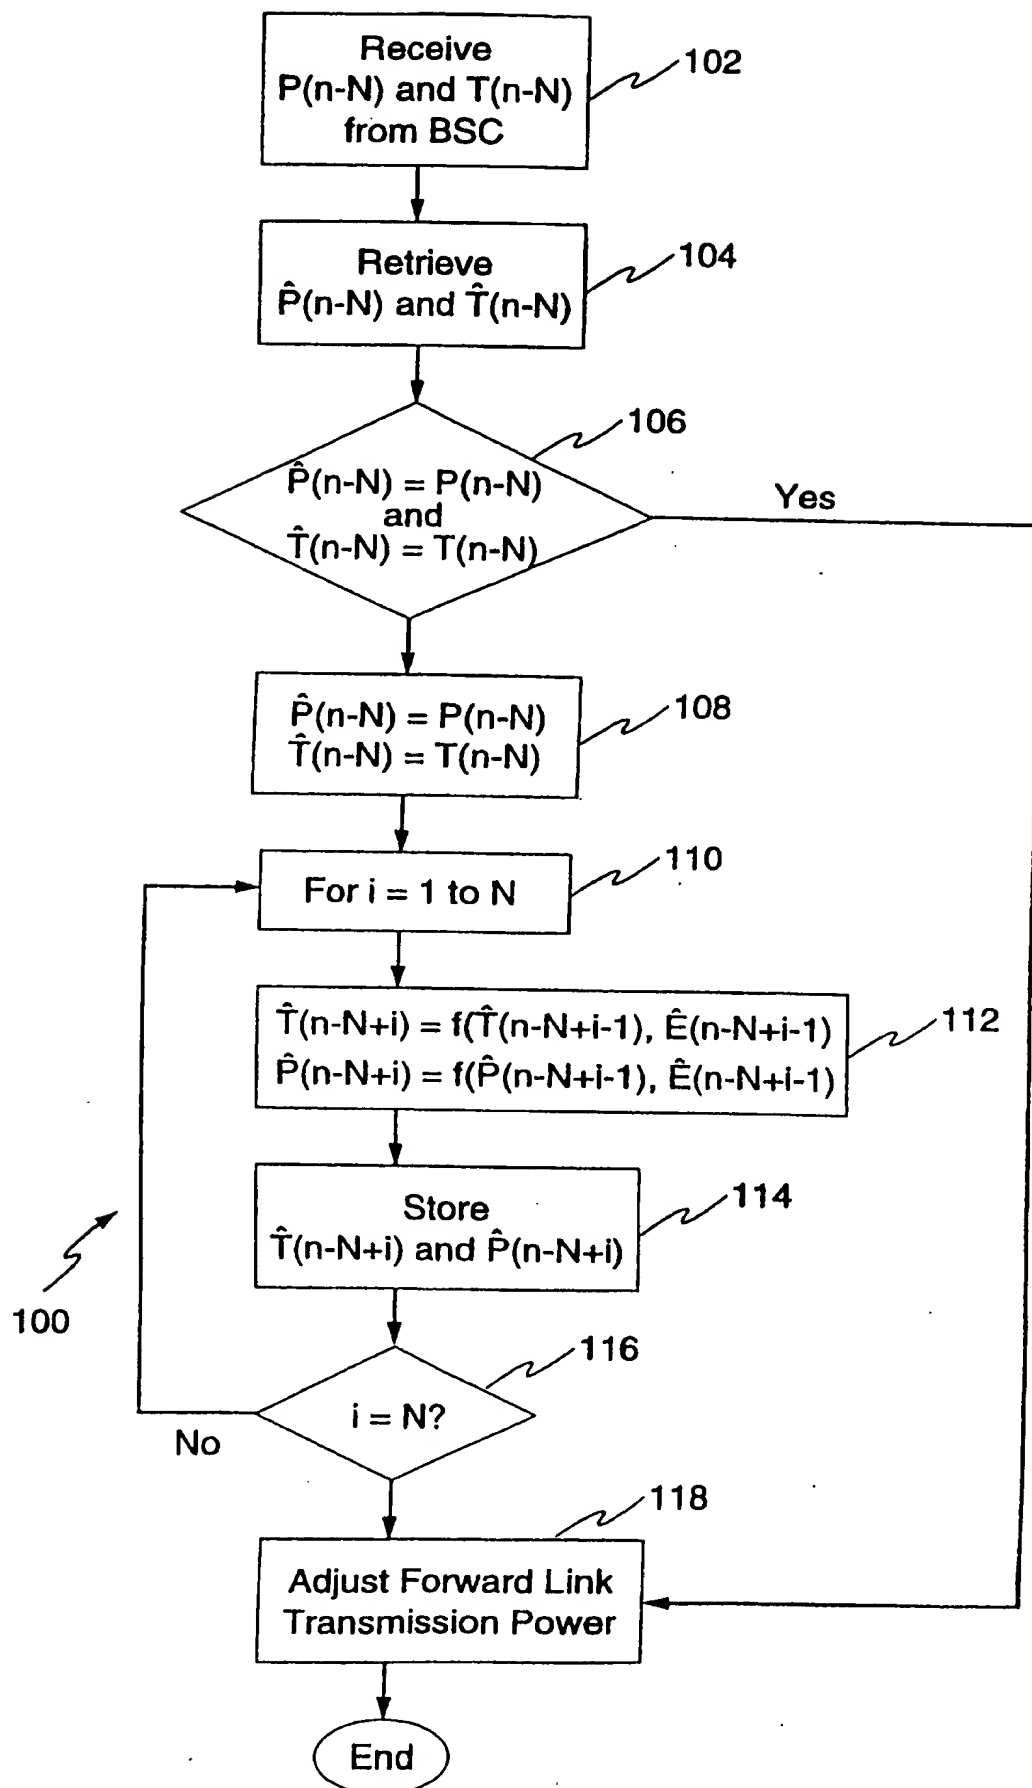 Receive
P(n-N) and T(n-N)
from BSC
102
Retrieve
P̂(n-N) and T̂(n-N)
104
106
P̂(n-N) = P(n-N)
and
T̂(n-N) = T(n-N)
Yes
P̂(n-N) = P(n-N)
T̂(n-N) = T(n-N)
108
For i = 1 to N
110
T̂(n-N+i) = f(T̂(n-N+i-1), Ê(n-N+i-1)
P̂(n-N+i) = f(P̂(n-N+i-1), Ê(n-N+i-1)
112
Store
T̂(n-N+i) and P̂(n-N+i)
114
100
116
i = N?
No
118
Adjust Forward Link
Transmission Power
End